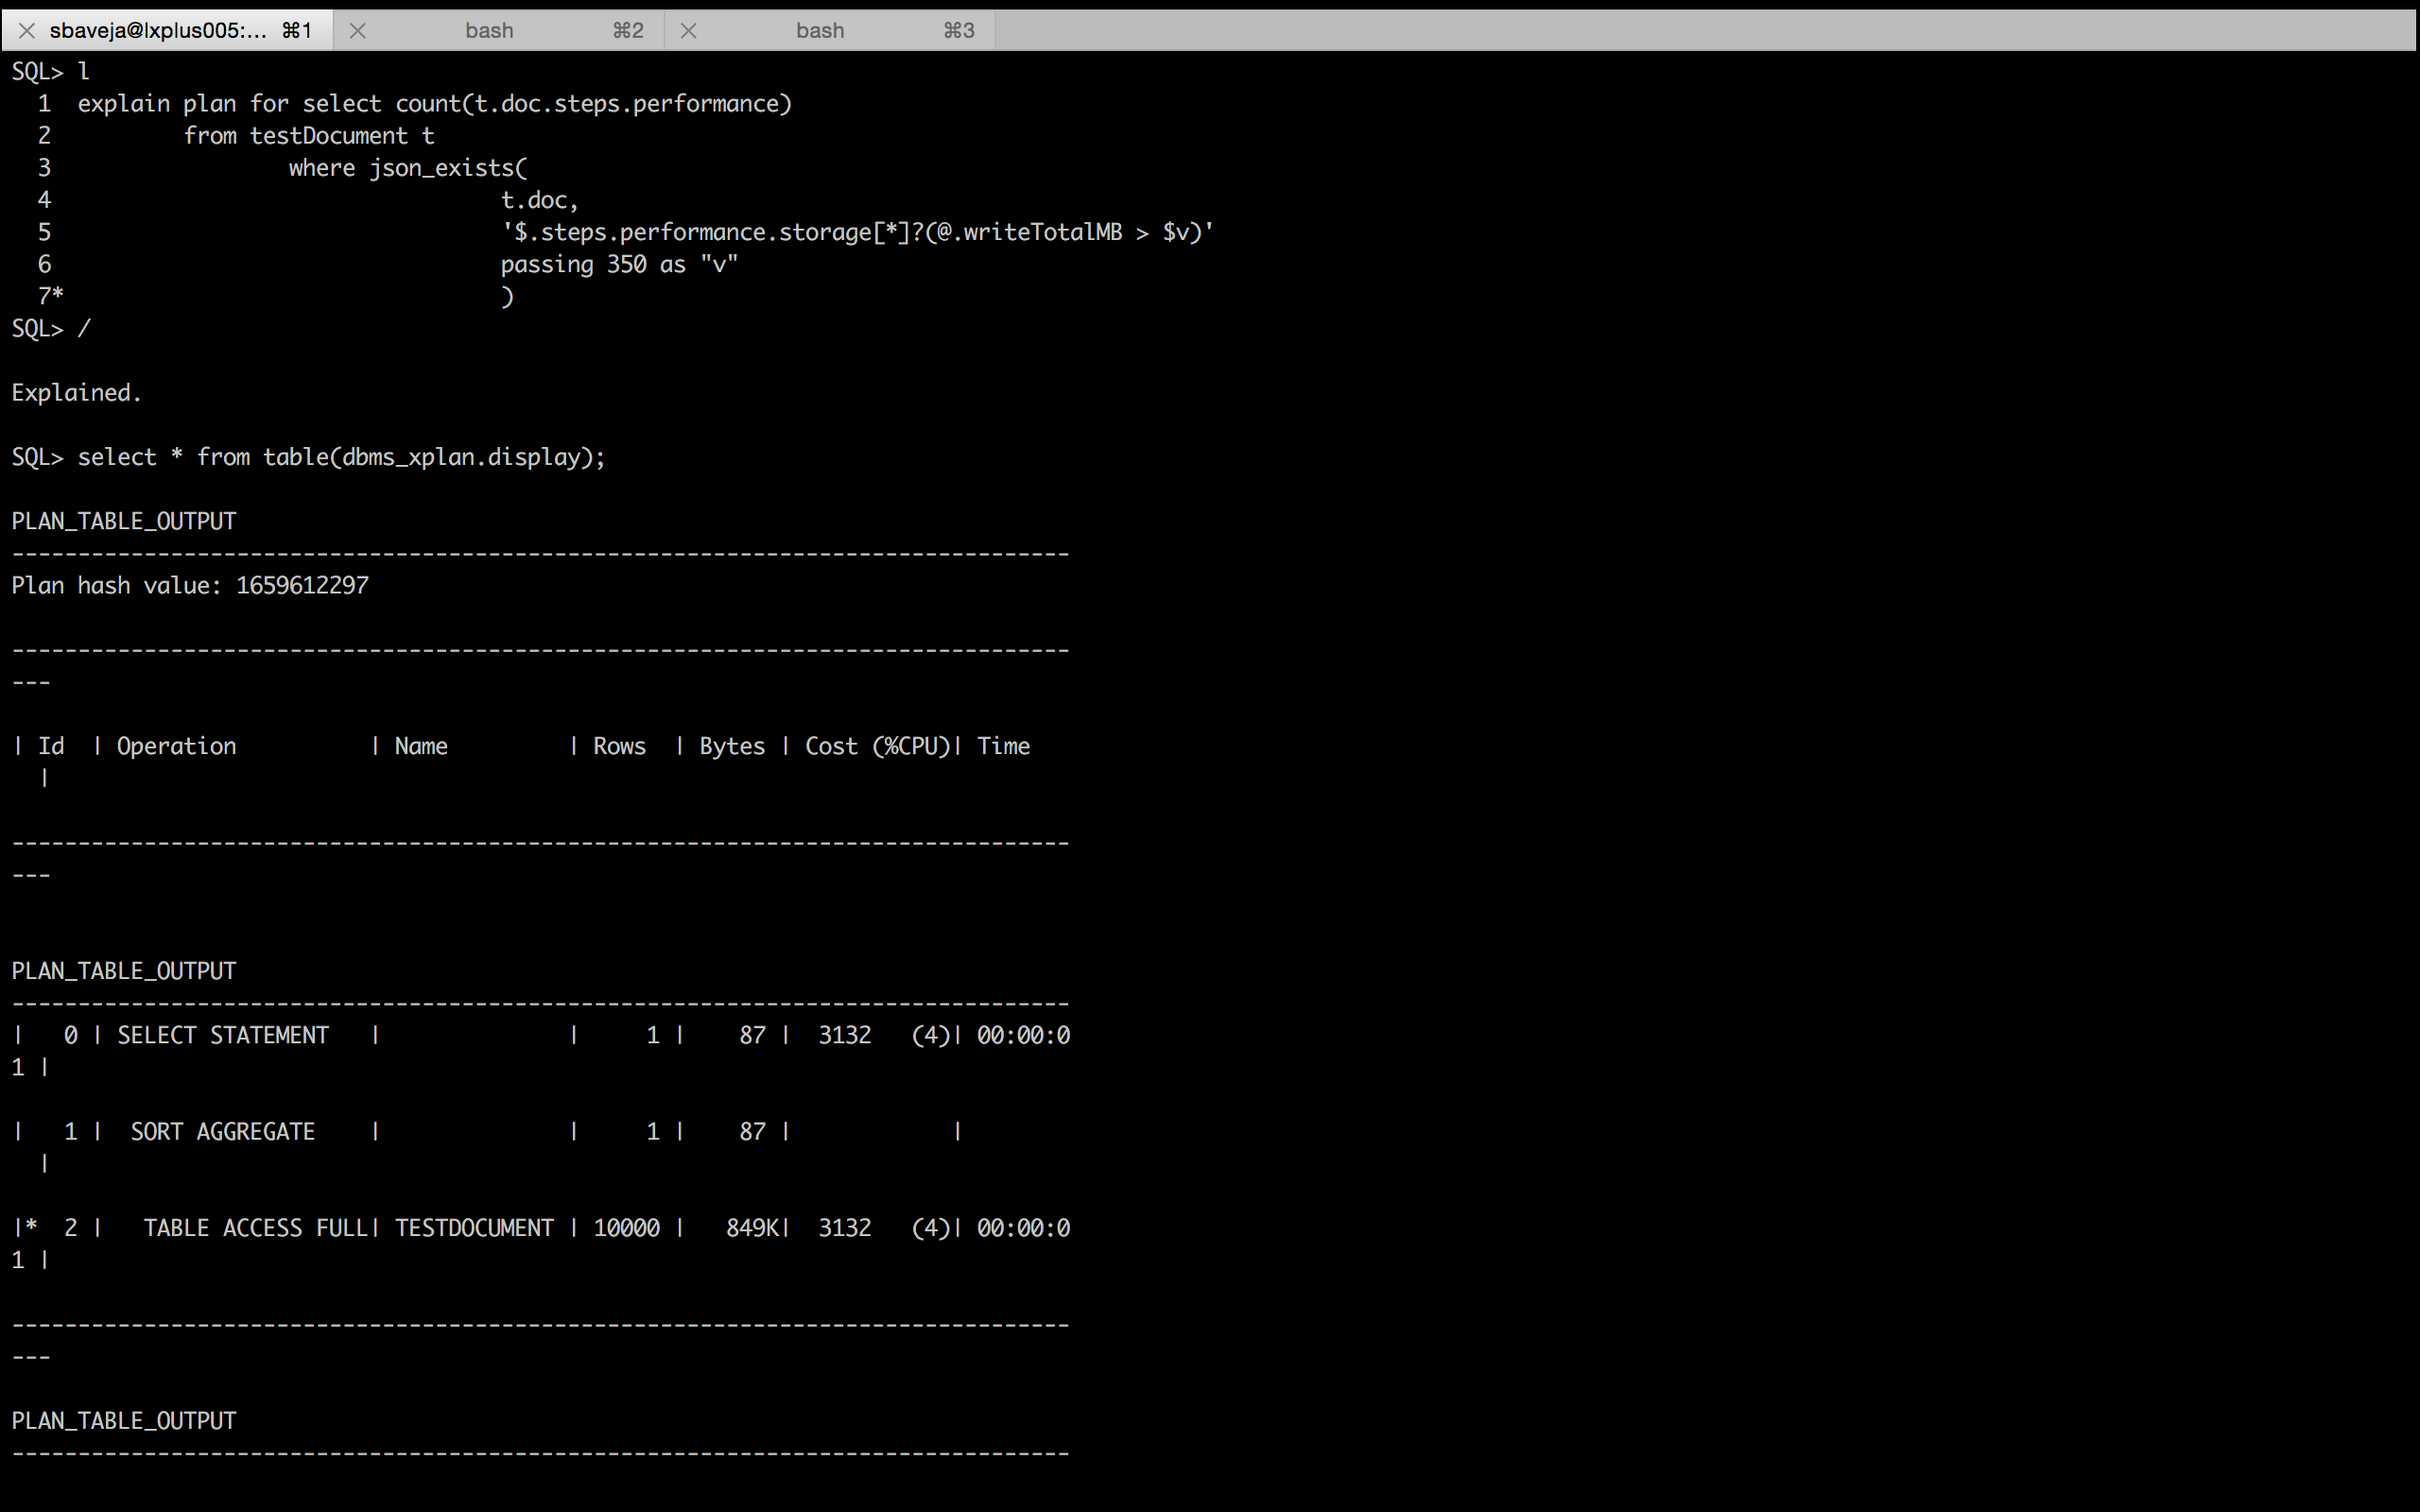 sbaveja@lxplus005:... ⌘1 bash ⌘2 bash ⌘3
SQL> l
  1  explain plan for select count(t.doc.steps.performance)
  2          from testDocument t
  3                  where json_exists(
  4                                  t.doc,
  5                                  '$.steps.performance.storage[*]?(@.writeTotalMB > $v)'
  6                                  passing 350 as "v"
  7*                                 )
SQL> /
Explained.
SQL> select * from table(dbms_xplan.display);
PLAN_TABLE_OUTPUT
--------------------------------------------------------------------------------
Plan hash value: 1659612297
--------------------------------------------------------------------------------
---
| Id  | Operation          | Name         | Rows  | Bytes | Cost (%CPU)| Time
  |
--------------------------------------------------------------------------------
---
PLAN_TABLE_OUTPUT
--------------------------------------------------------------------------------
|   0 | SELECT STATEMENT   |              |     1 |    87 |  3132   (4)| 00:00:0
1 |
|   1 |  SORT AGGREGATE    |              |     1 |    87 |            |
  |
|*  2 |   TABLE ACCESS FULL| TESTDOCUMENT | 10000 |   849K|  3132   (4)| 00:00:0
1 |
--------------------------------------------------------------------------------
---
PLAN_TABLE_OUTPUT
--------------------------------------------------------------------------------